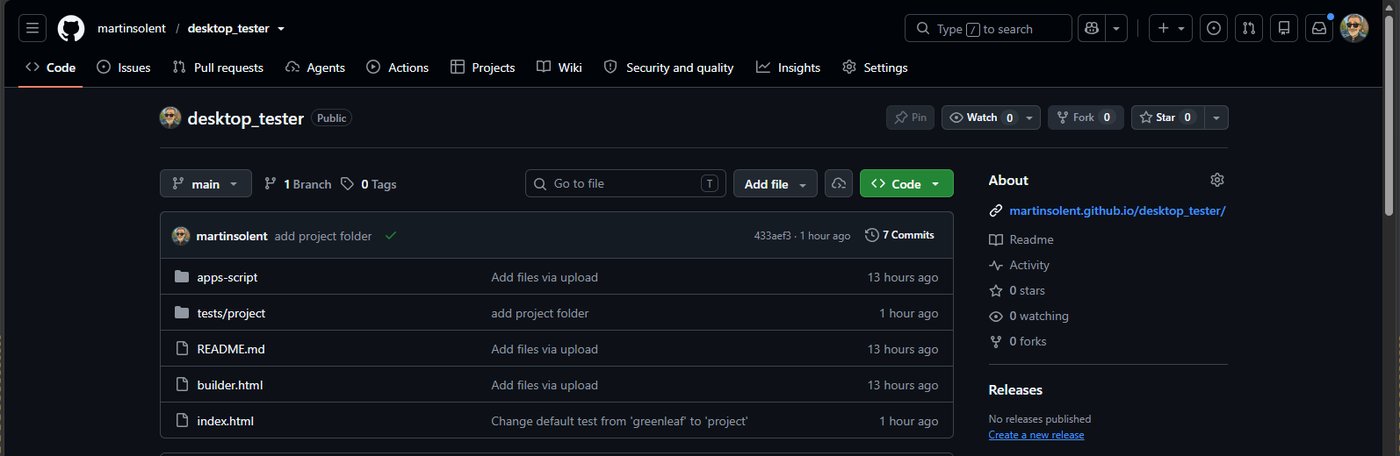 martinsolent / desktop_tester
Type / to search
Code Issues Pull requests Agents Actions Projects Wiki Security and quality Insights Settings
desktop_tester Public
Pin Watch 0 Fork 0 Star 0
main 1 Branch 0 Tags Go to file T Add file Code
martinsolent add project folder 433aef3 · 1 hour ago 7 Commits
apps-script Add files via upload 13 hours ago
tests/project add project folder 1 hour ago
README.md Add files via upload 13 hours ago
builder.html Add files via upload 13 hours ago
index.html Change default test from 'greenleaf' to 'project' 1 hour ago
About
martinsolent.github.io/desktop_tester/
Readme
Activity
0 stars
0 watching
0 forks
Releases
No releases published
Create a new release